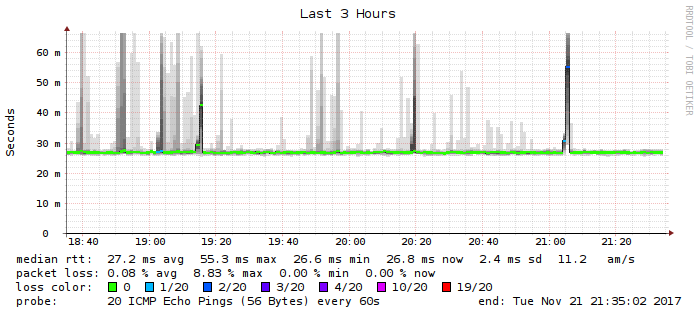 Last 3 Hours
RRDTOOL / TOBI OETIKER
Seconds
60 m
50 m
40 m
30 m
20 m
10 m
0
18:40 19:00 19:20 19:40 20:00 20:20 20:40 21:00 21:20
median rtt: 27.2 ms avg 55.3 ms max 26.6 ms min 26.8 ms now 2.4 ms sd 11.2 am/s
packet loss: 0.08 % avg 8.83 % max 0.00 % min 0.00 % now
loss color: 0 1/20 2/20 3/20 4/20 10/20 19/20
probe: 20 ICMP Echo Pings (56 Bytes) every 60s end: Tue Nov 21 21:35:02 2017